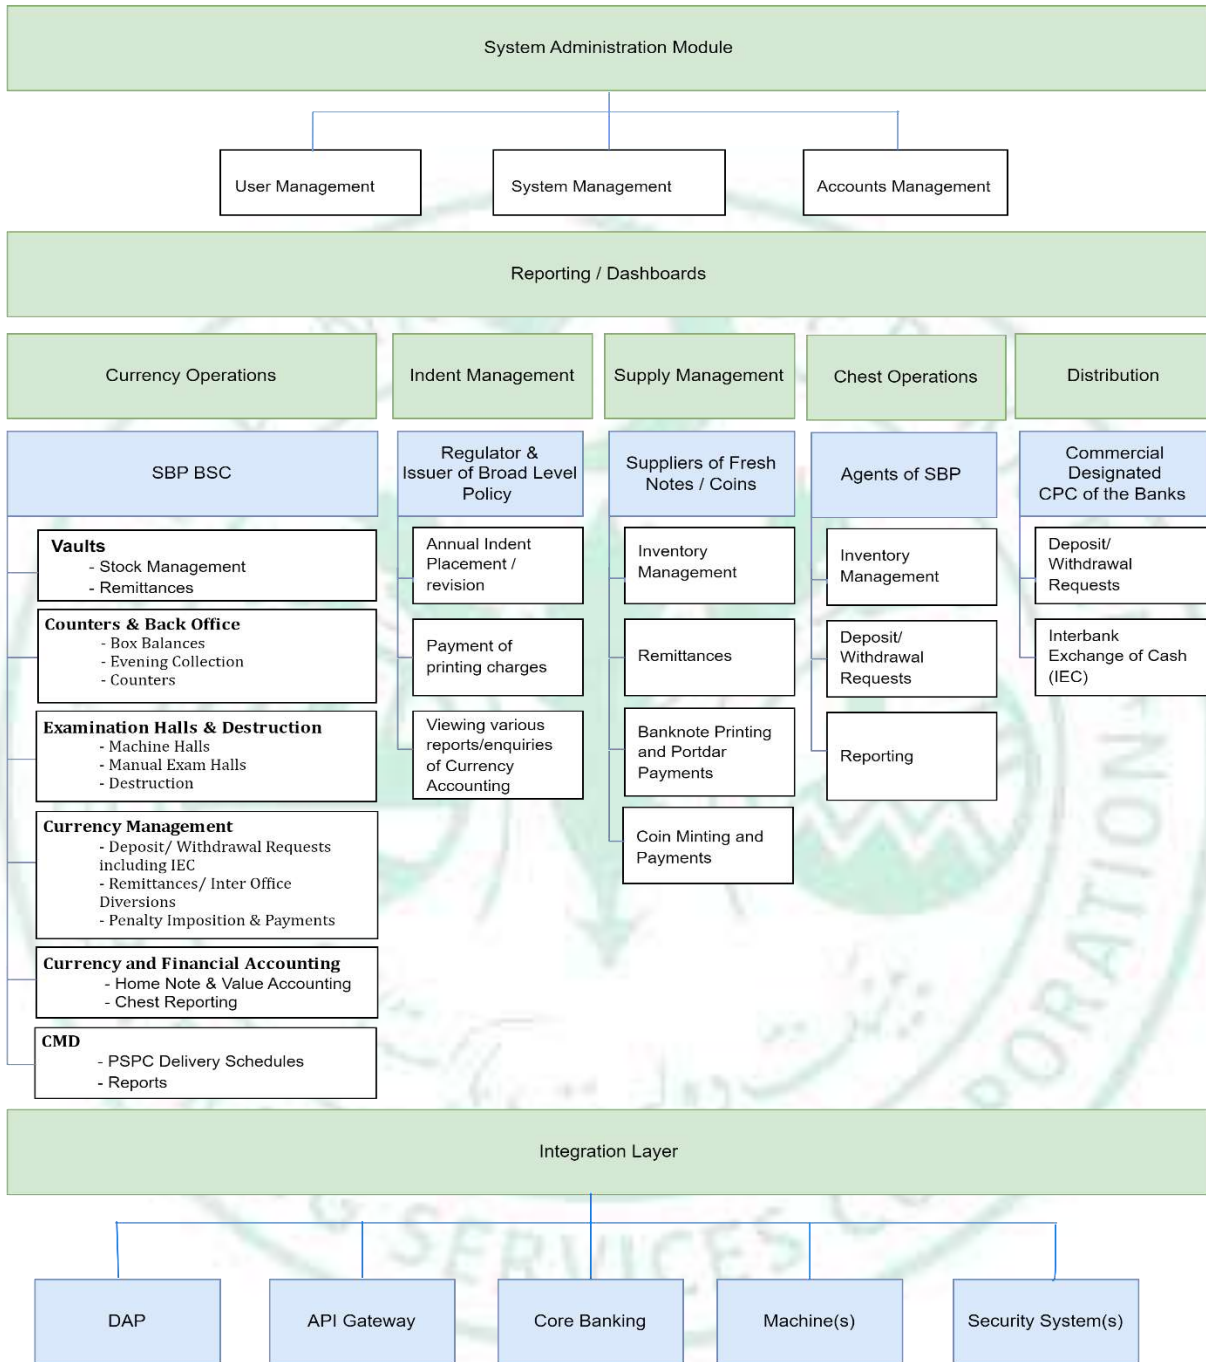 System Administration Module
User Management
System Management
Accounts Management
Reporting / Dashboards
Currency Operations
Indent Management
Supply Management
Chest Operations
Distribution
SBP BSC
Regulator &
Issuer of Broad Level
Policy
Suppliers of Fresh
Notes / Coins
Agents of SBP
Commercial
Designated
CPC of the Banks
Vaults
- Stock Management
- Remittances
Counters & Back Office
- Box Balances
- Evening Collection
- Counters
Examination Halls & Destruction
- Machine Halls
- Manual Exam Halls
- Destruction
Currency Management
- Deposit/ Withdrawal Requests
including IEC
- Remittances/ Inter Office
Diversions
- Penalty Imposition & Payments
Currency and Financial Accounting
- Home Note & Value Accounting
- Chest Reporting
CMD
- PSPC Delivery Schedules
- Reports
Annual Indent
Placement /
revision
Payment of
printing charges
Viewing various
reports/enquiries
of Currency
Accounting
Inventory
Management
Remittances
Banknote Printing
and Portdar
Payments
Coin Minting and
Payments
Inventory
Management
Deposit/
Withdrawal
Requests
Reporting
Deposit/
Withdrawal
Requests
Interbank
Exchange of Cash
(IEC)
Integration Layer
DAP
API Gateway
Core Banking
Machine(s)
Security System(s)
SERVICES
CORPORATION